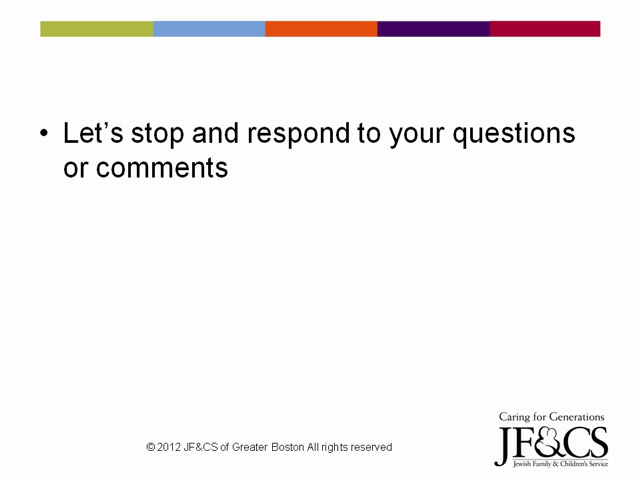 • Let's stop and respond to your questions
or comments
© 2012 JF&CS of Greater Boston All rights reserved
Caring for Generations
JF&CS
Jewish Family & Children's Service